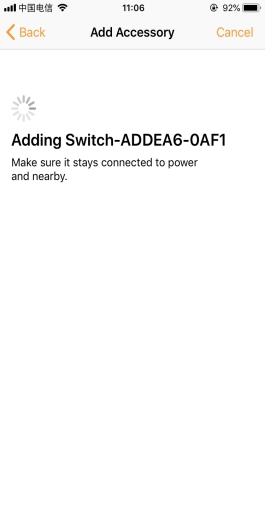 中国电信 11:06 92%
Back Add Accessory Cancel
Adding Switch-ADDEA6-0AF1
Make sure it stays connected to power
and nearby.